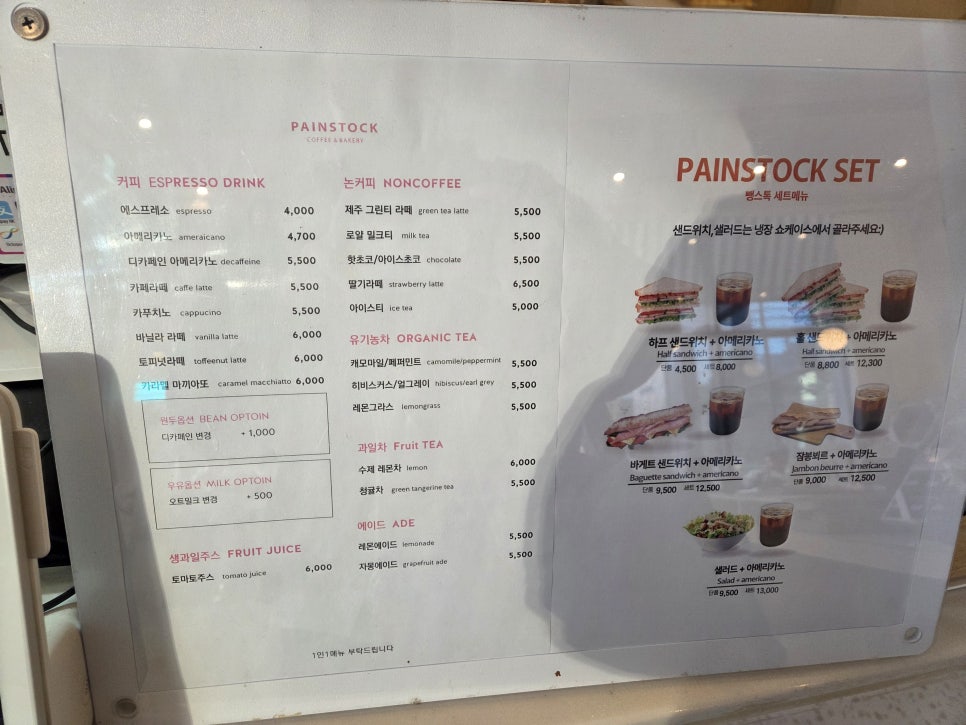 PAINSTOCK
COFFEE & BAKERY
커피 ESPRESSO DRINK
에스프레소 espresso 4,000
아메리카노 ameraicano 4,700
디카페인 아메리카노 decaffeine 5,500
카페라떼 caffe latte 5,500
카푸치노 cappucino 5,500
바닐라 라떼 vanilla latte 6,000
토피넛라떼 toffeenut latte 6,000
카라멜 마끼아또 caramel macchiatto 6,000
원두옵션 BEAN OPTOIN
디카페인 변경 + 1,000
우유옵션 MILK OPTOIN
오트밀크 변경 + 500
생과일주스 FRUIT JUICE
토마토주스 tomato juice 6,000
논커피 NONCOFFEE
제주 그린티 라떼 green tea latte 5,500
로얄 밀크티 milk tea 5,500
핫초코/아이스초코 chocolate 5,500
딸기라떼 strawberry latte 6,500
아이스티 ice tea 5,000
유기농차 ORGANIC TEA
캐모마일/페퍼민트 camomile/peppermint 5,500
히비스커스/얼그레이 hibiscus/earl grey 5,500
레몬그라스 lemongrass 5,500
과일차 Fruit TEA
수제 레몬차 lemon 6,000
청귤차 green tangerine tea 5,500
에이드 ADE
레몬에이드 lemonade 5,500
자몽에이드 grapefruit ade 5,500
1인1메뉴 부탁드립니다
PAINSTOCK SET
뺑스톡 세트메뉴
샌드위치,샐러드는 냉장 쇼케이스에서 골라주세요:)
하프 샌드위치 + 아메리카노
Half sandwich + americano
단품 4,500 세트 8,000
홀 샌드위치 + 아메리카노
Half sandwich + americano
단품 8,800 세트 12,300
바게트 샌드위치 + 아메리카노
Baguette sandwich + americano
단품 9,500 세트 12,500
잠봉뵈르 + 아메리카노
Jambon beurre + americano
단품 9,000 세트 12,500
샐러드 + 아메리카노
Salad + americano
단품 9,500 세트 13,000